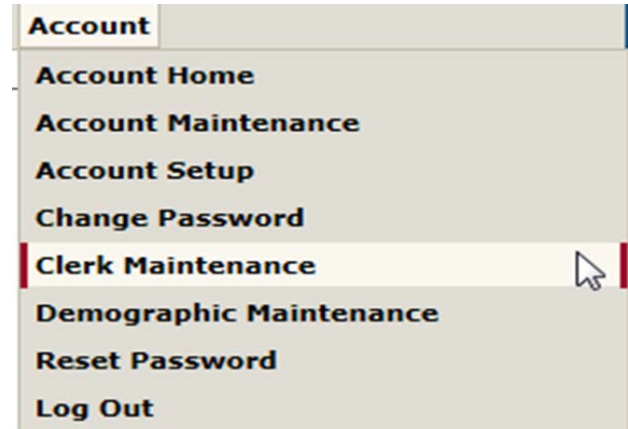 Account
Account Home
Account Maintenance
Account Setup
Change Password
Clerk Maintenance
Demographic Maintenance
Reset Password
Log Out